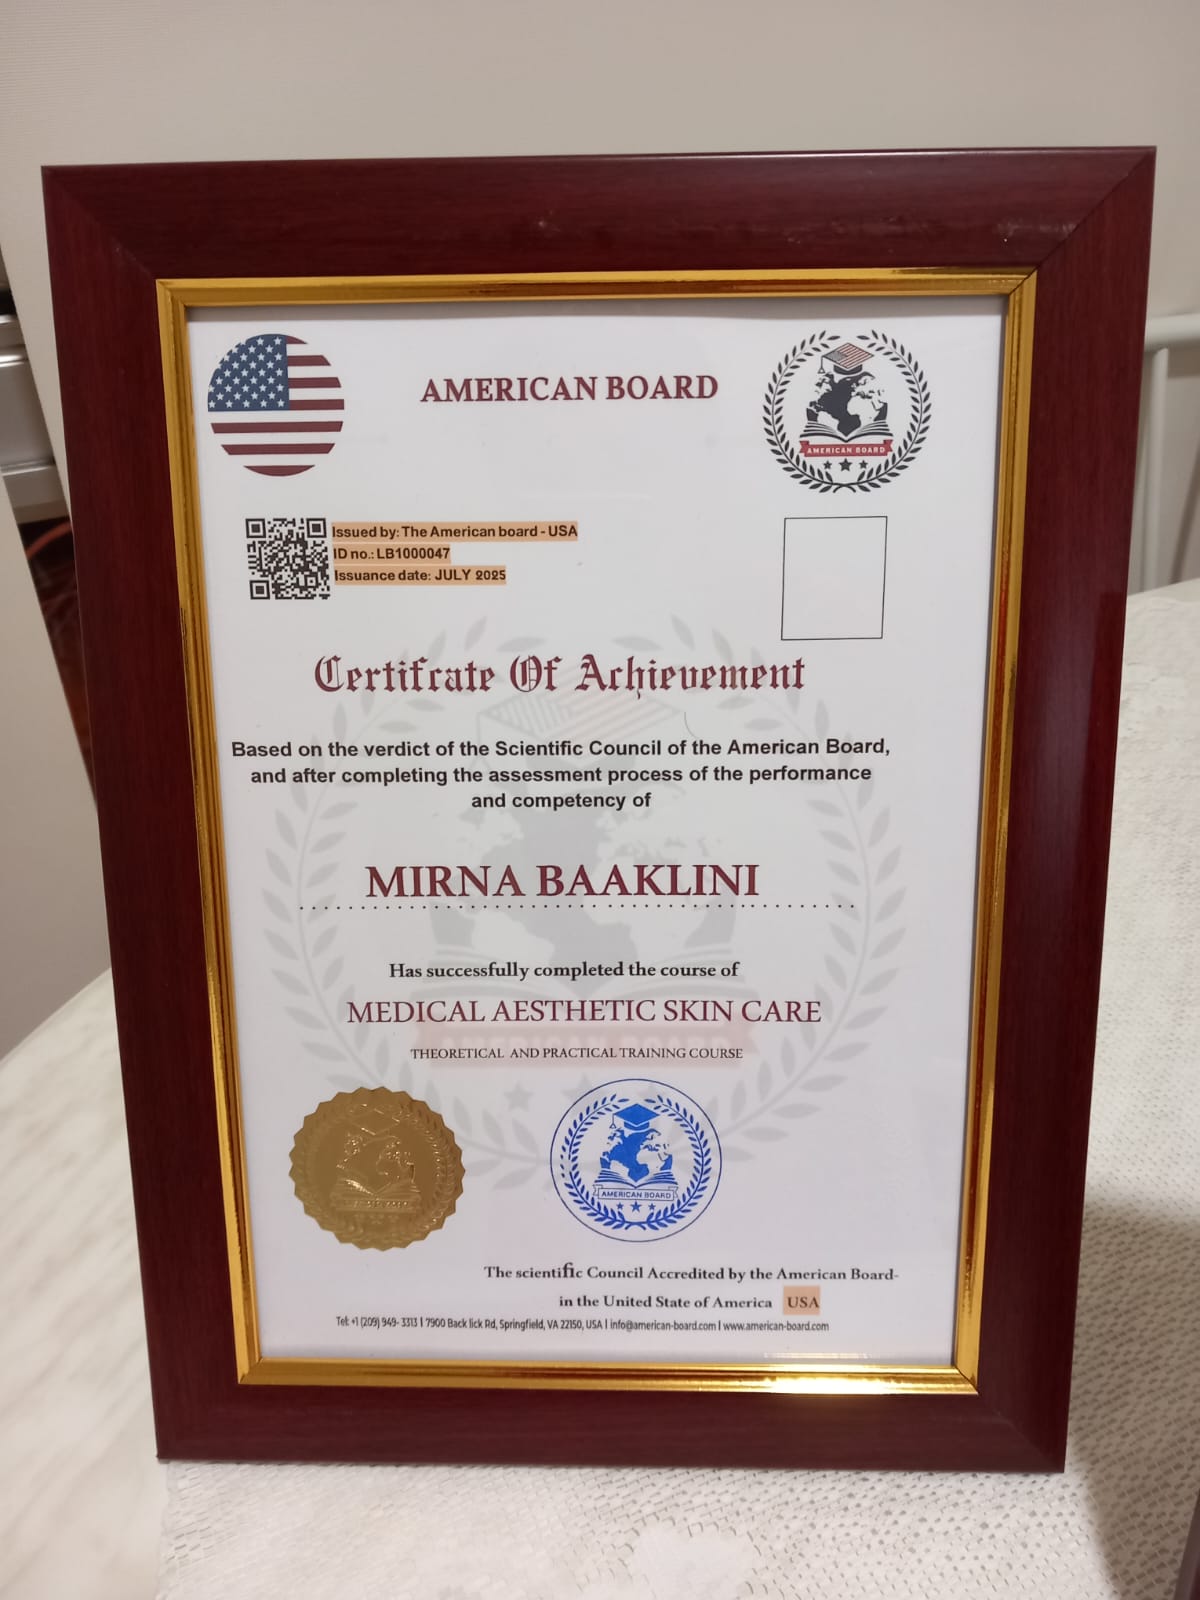 AMERICAN BOARD
AMERICAN BOARD
Issued by: The American board - USA
ID no.: LB1000047
Issuance date: JULY 2025
Certifcate Of Achievement
Based on the verdict of the Scientific Council of the American Board,
and after completing the assessment process of the performance
and competency of
MIRNA BAAKLINI
Has successfully completed the course of
MEDICAL AESTHETIC SKIN CARE
THEORETICAL AND PRACTICAL TRAINING COURSE
AMERICAN BOARD
The scientific Council Accredited by the American Board-
in the United State of America USA
Tel: +1 (209) 949- 3313 | 7900 Back lick Rd, Springfield, VA 22150, USA | info@american-board.com | www.american-board.com